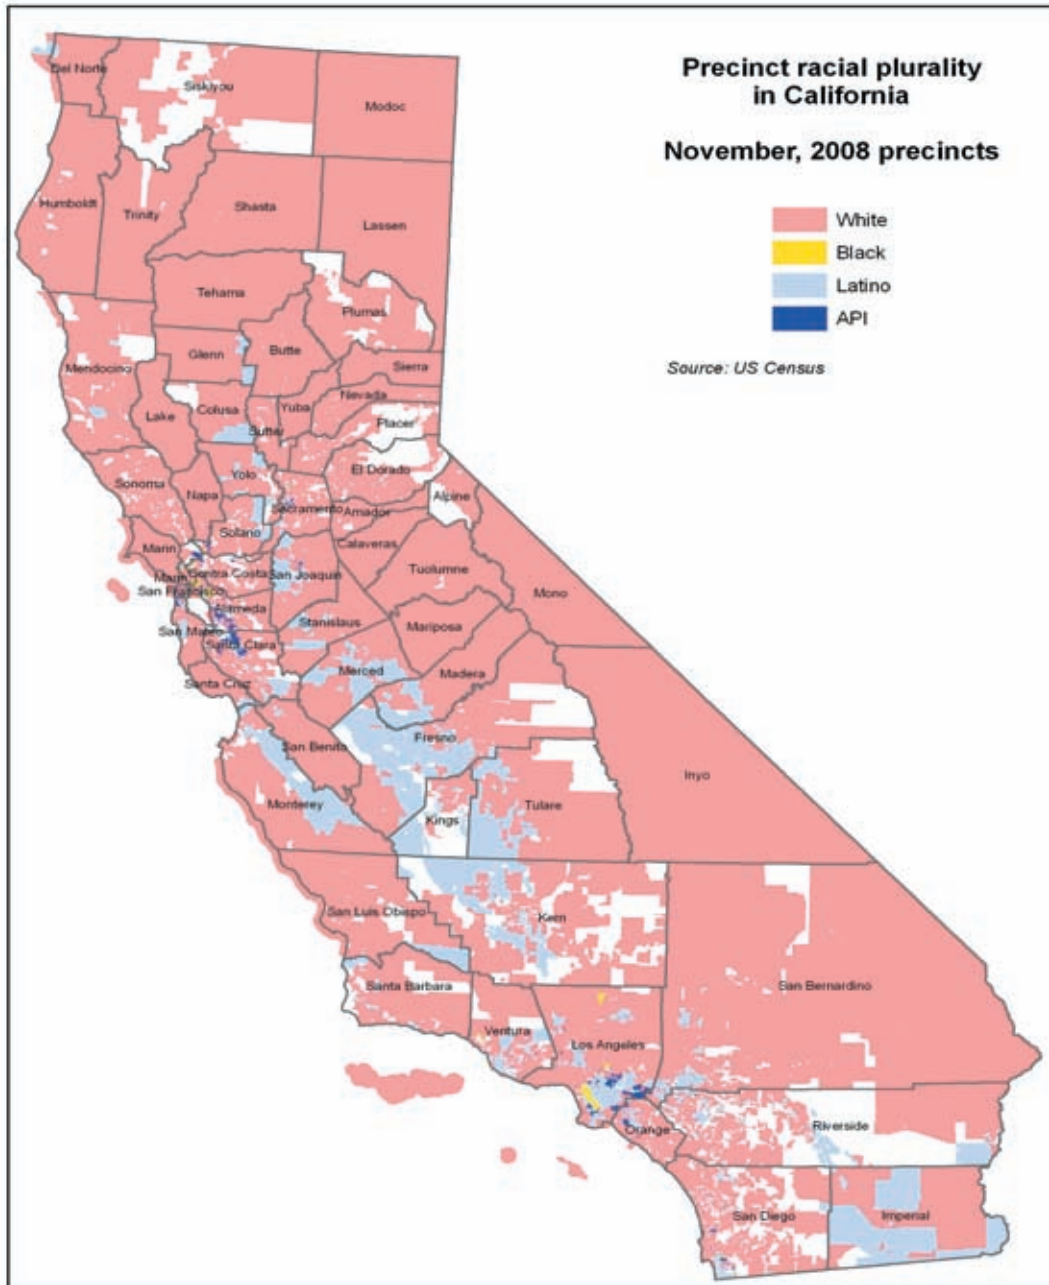 Precinct racial plurality
in California
November, 2008 precincts
White
Black
Latino
API
Source: US Census
Del Norte
Siskiyou
Modoc
Humboldt
Trinity
Shasta
Lassen
Tehama
Plumas
Mendocino
Glenn
Butte
Sierra
Lake
Colusa
Sutter
Yuba
Nevada
Placer
Sonoma
Napa
Yolo
El Dorado
Solano
Sacramento
Amador
Alpine
Marin
Calaveras
Marin
Contra Costa
San Joaquin
Tuolumne
Mono
San Francisco
Alameda
San Mateo
Santa Clara
Stanislaus
Mariposa
Santa Cruz
Merced
Madera
San Benito
Fresno
Inyo
Monterey
Kings
Tulare
San Luis Obispo
Kern
Santa Barbara
San Bernardino
Ventura
Los Angeles
Orange
Riverside
San Diego
Imperial